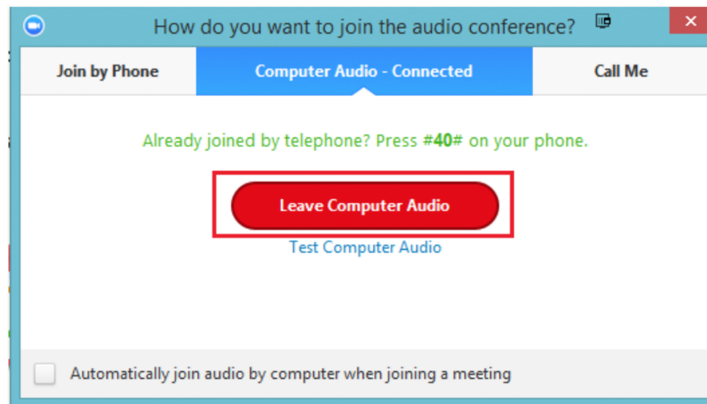 How do you want to join the audio conference?
Join by Phone
Computer Audio - Connected
Call Me
Already joined by telephone? Press #40# on your phone.
Leave Computer Audio
Test Computer Audio
Automatically join audio by computer when joining a meeting